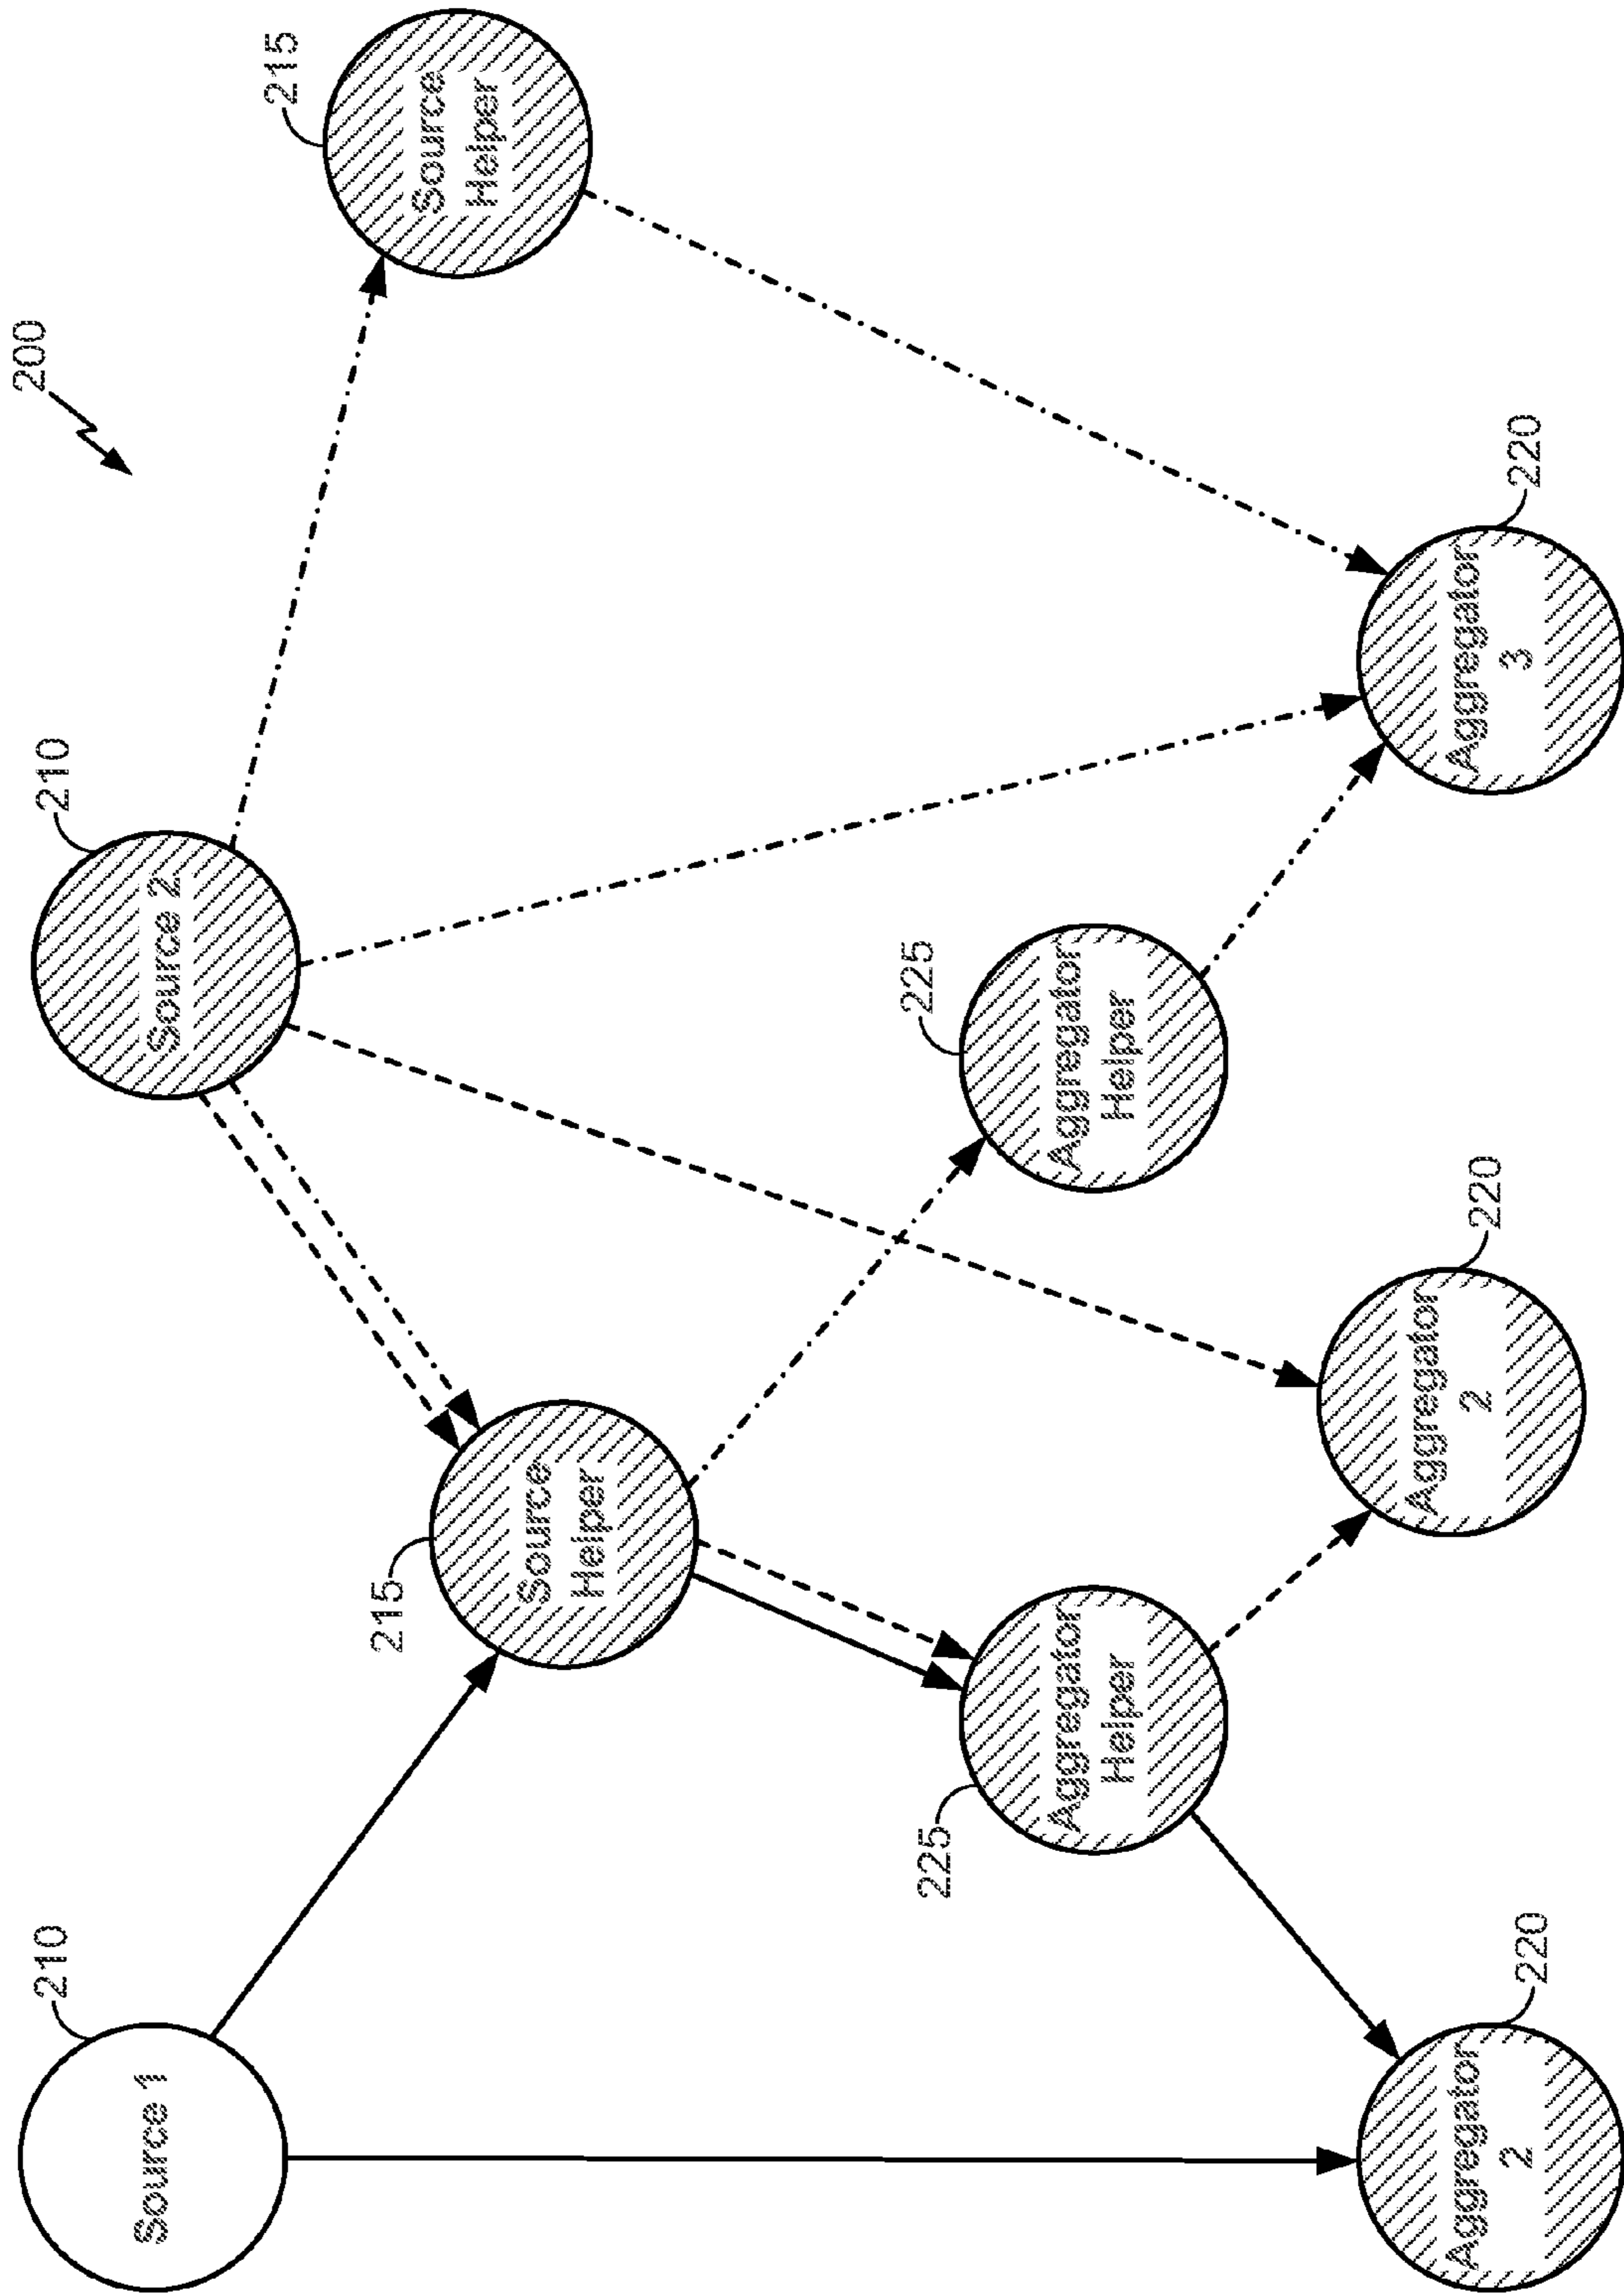 200
210
Source 1
210
Source 2
215
Source
Helper
215
Source
Helper
225
Aggregator
Helper
225
Aggregator
Helper
220
Aggregator
2
220
Aggregator
2
220
Aggregator
3